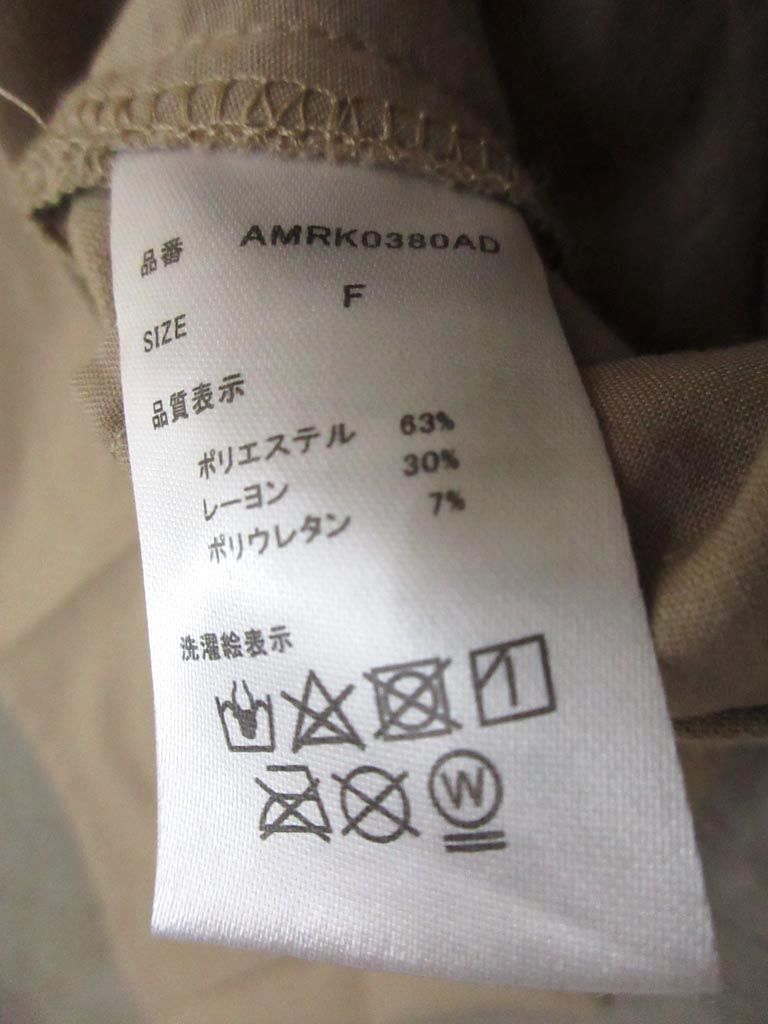 品番 AMRK0380AD
SIZE F
品質表示
ポリエステル 63%
レーヨン 30%
ポリウレタン 7%
洗濯絵表示
W